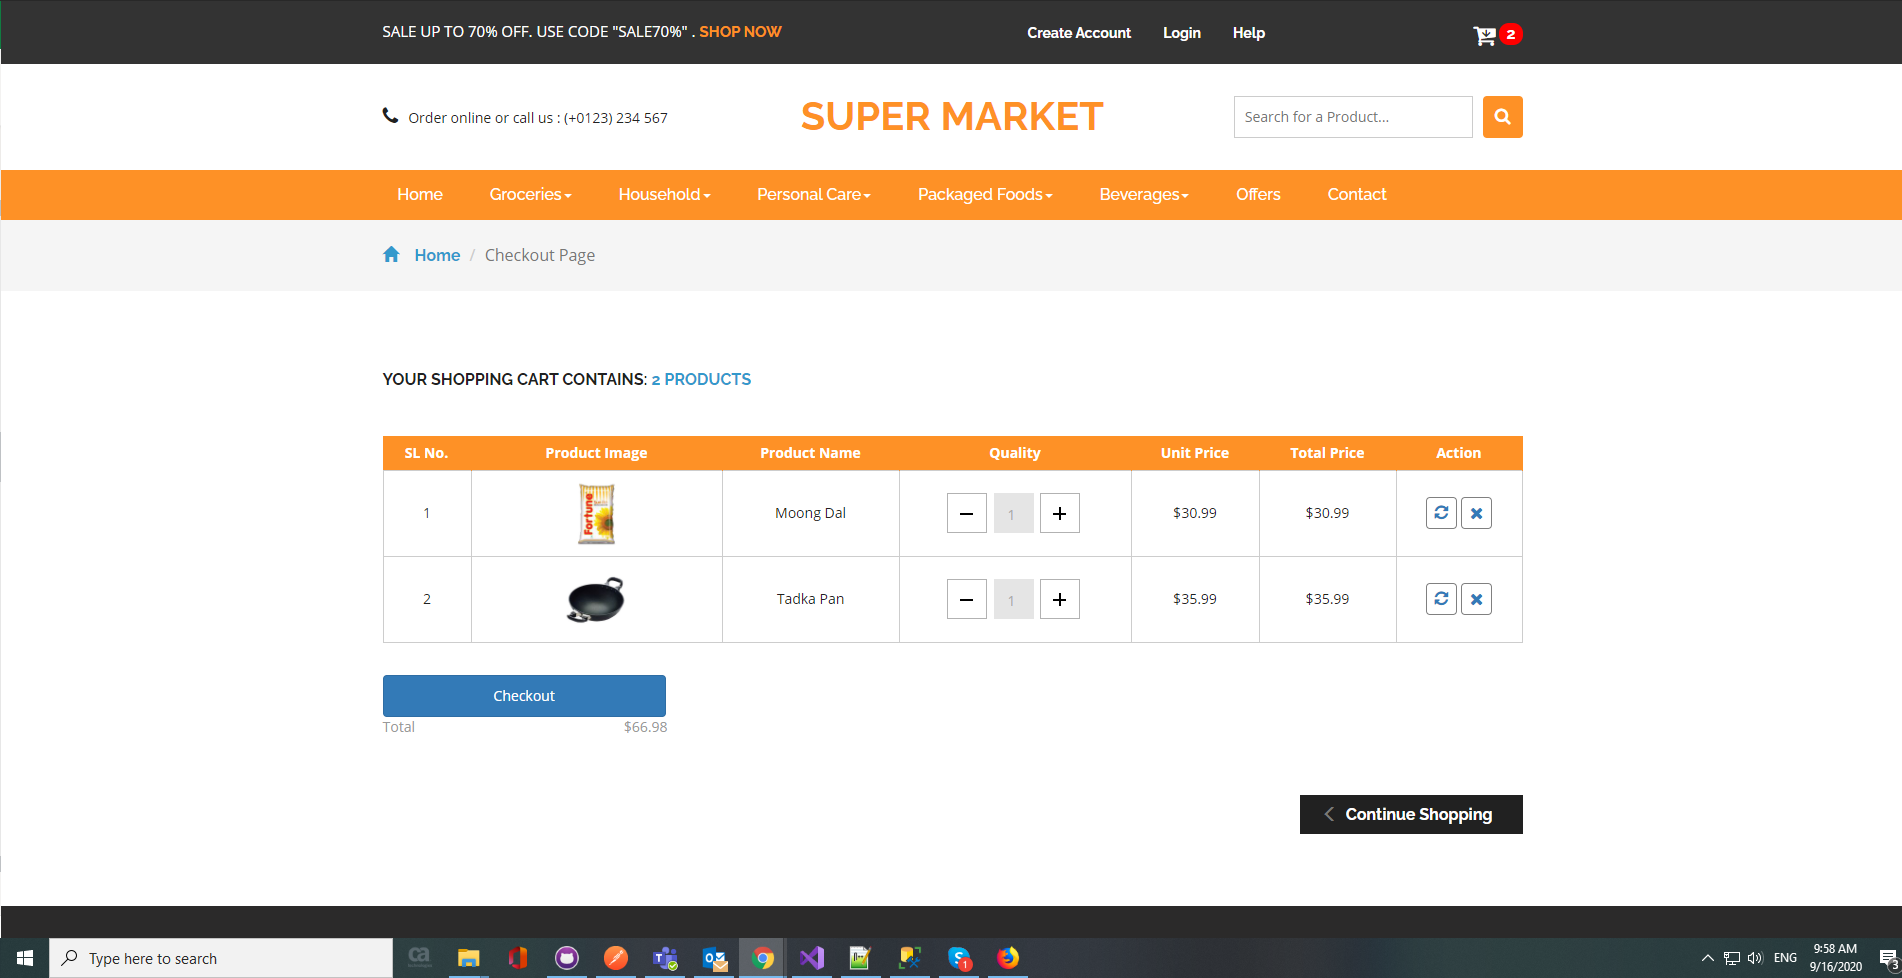 SALE UP TO 70% OFF. USE CODE "SALE70%" . SHOP NOW
Create Account Login Help
2
Order online or call us : (+0123) 234 567
SUPER MARKET
Search for a Product...
Home Groceries Household Personal Care Packaged Foods Beverages Offers Contact
Home / Checkout Page
YOUR SHOPPING CART CONTAINS: 2 PRODUCTS
SL No. Product Image Product Name Quality Unit Price Total Price Action
1 Fortune Moong Dal 1 $30.99 $30.99
2 Tadka Pan 1 $35.99 $35.99
Checkout
Total $66.98
Continue Shopping
Type here to search
ca
1
ENG
9:58 AM
9/16/2020
3